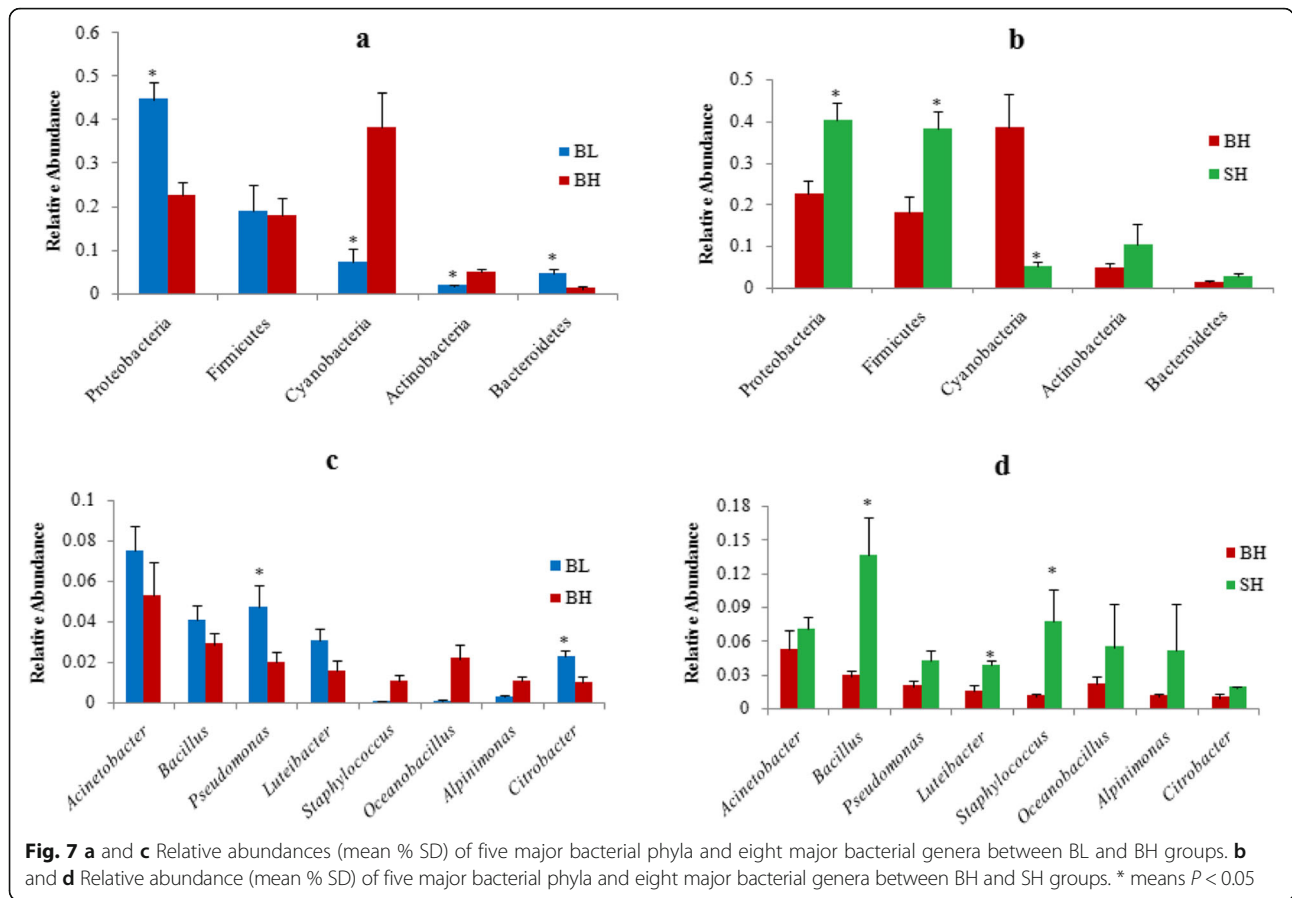 a
0.6
0.5
0.4
0.3
0.2
0.1
0
Relative Abundance
*
*
*
*
BL
BH
Proteobacteria
Firmicutes
Cyanobacteria
Actinobacteria
Bacteroidetes
b
0.5
0.4
0.3
0.2
0.1
0
Relative Abundance
*
*
*
BH
SH
Proteobacteria
Firmicutes
Cyanobacteria
Actinobacteria
Bacteroidetes
c
0.1
0.08
0.06
0.04
0.02
0
Relative Abundance
*
*
BL
BH
Acinetobacter
Bacillus
Pseudomonas
Luteibacter
Staphylococcus
Oceanobacillus
Alpinimonas
Citrobacter
d
0.18
0.15
0.12
0.09
0.06
0.03
0
Relative Abundance
*
*
*
BH
SH
Acinetobacter
Bacillus
Pseudomonas
Luteibacter
Staphylococcus
Oceanobacillus
Alpinimonas
Citrobacter
Fig. 7 a and c Relative abundances (mean % SD) of five major bacterial phyla and eight major bacterial genera between BL and BH groups. b
and d Relative abundance (mean % SD) of five major bacterial phyla and eight major bacterial genera between BH and SH groups. * means P < 0.05